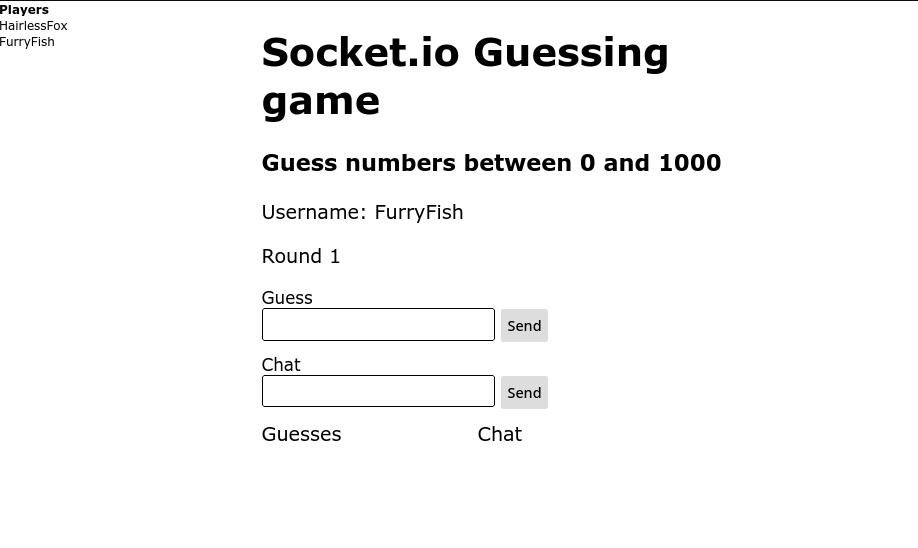 Players
HairlessFox
FurryFish
Socket.io Guessing
game
Guess numbers between 0 and 1000
Username: FurryFish
Round 1
Guess
Send
Chat
Send
Guesses Chat